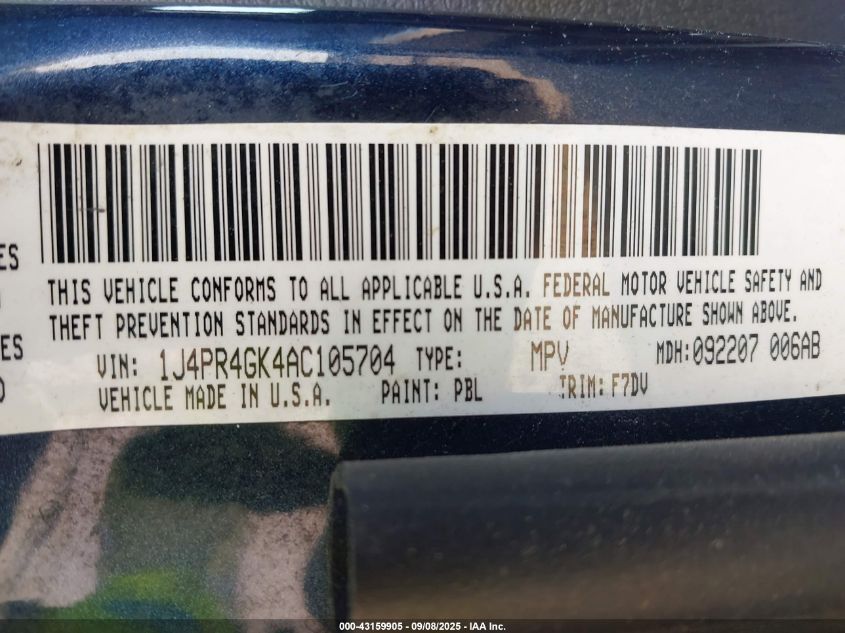 ES
THIS VEHICLE CONFORMS TO ALL APPLICABLE U.S.A. FEDERAL MOTOR VEHICLE SAFETY AND
THEFT PREVENTION STANDARDS IN EFFECT ON THE DATE OF MANUFACTURE SHOWN ABOVE.
ES
VIN: 1J4PR4GK4AC105704 TYPE: MPV MDH:092207 006AB
VEHICLE MADE IN U.S.A. PAINT: PBL TRIM: F7DV
000-43159905 - 09/08/2025 - IAA Inc.